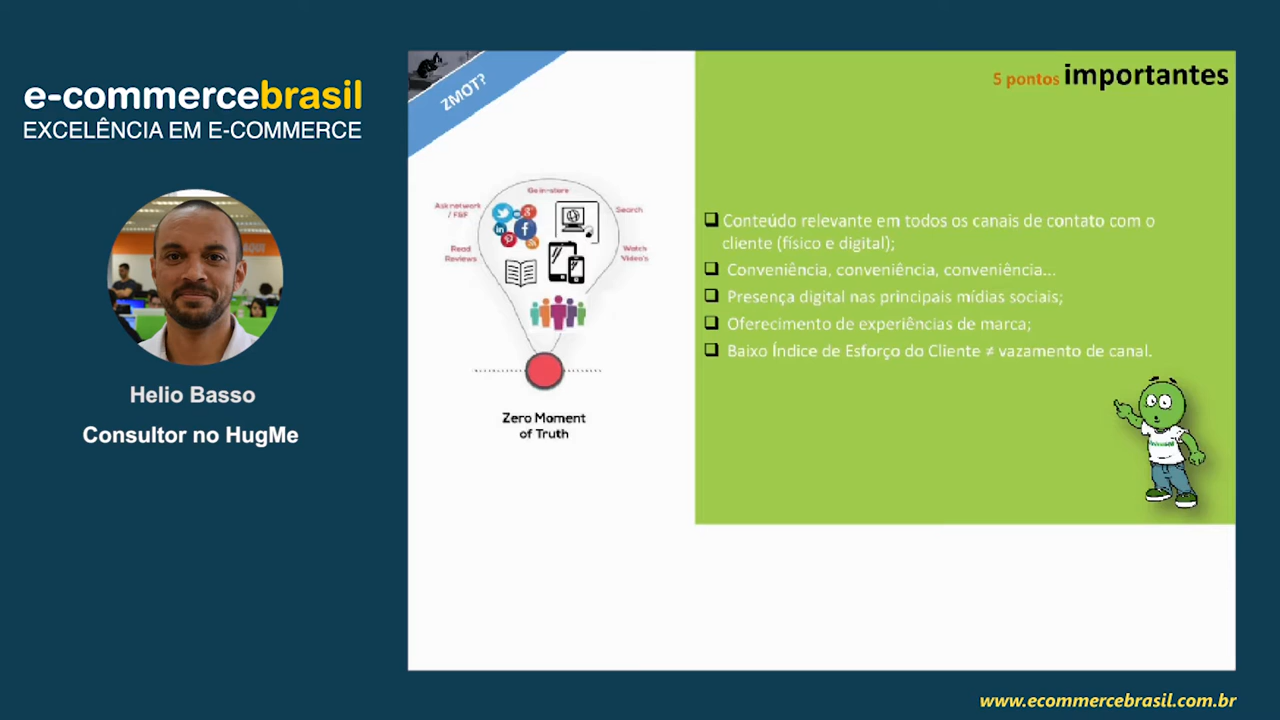 e-commercebrasil
EXCELÊNCIA EM E-COMMERCE
AQUI
Helio Basso
Consultor no HugMe
ZMOT?
Go in-store
Ask network
/ F&F
Search
Read
Reviews
Watch
Video's
Zero Moment
of Truth
5 pontos importantes
Conteúdo relevante em todos os canais de contato com o
cliente (físico e digital);
Conveniência, conveniência, conveniência...
Presença digital nas principais mídias sociais;
Oferecimento de experiências de marca;
Baixo Índice de Esforço do Cliente ≠ vazamento de canal.
www.ecommercebrasil.com.br